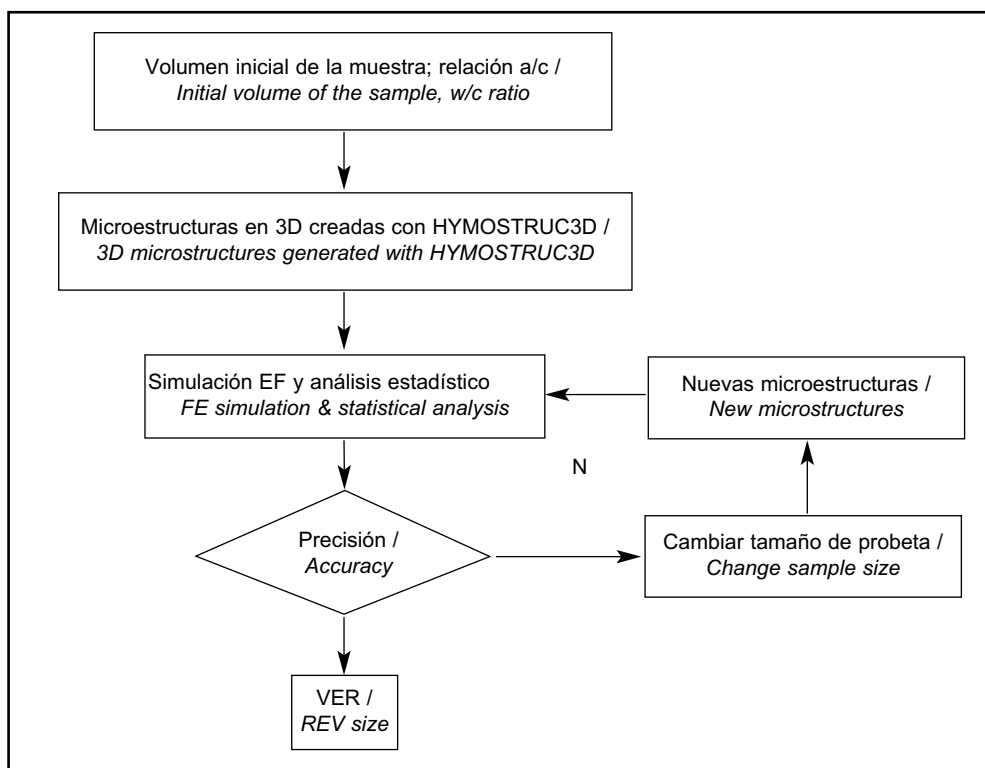 Volumen inicial de la muestra; relación a/c /
Initial volume of the sample, w/c ratio
Microestructuras en 3D creadas con HYMOSTRUC3D /
3D microstructures generated with HYMOSTRUC3D
Simulación EF y análisis estadístico
FE simulation & statistical analysis
Nuevas microestructuras /
New microstructures
N
Precisión /
Accuracy
Cambiar tamaño de probeta /
Change sample size
VER /
REV size